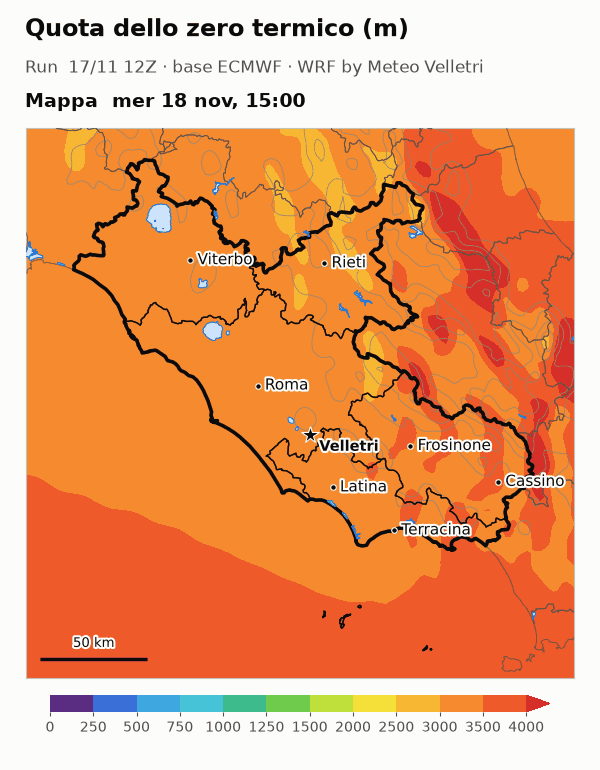 Quota dello zero termico (m)
Run  17/11 12Z · base ECMWF · WRF by Meteo Velletri
Mappa  mer 18 nov, 15:00
Viterbo
Rieti
Roma
Velletri
Frosinone
Cassino
Latina
Terracina
50 km
0 250 500 750 1000 1250 1500 2000 2500 3000 3500 4000